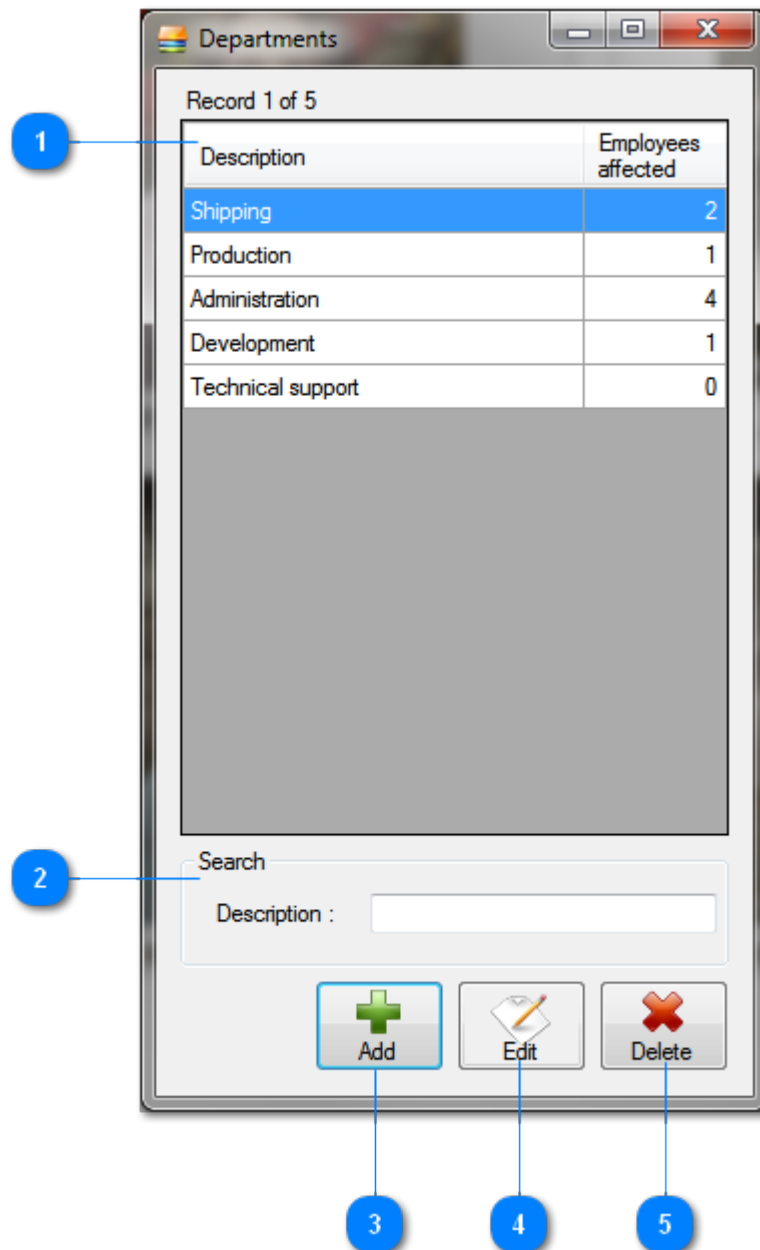 Departments
Record 1 of 5
1
Description Employees affected
Shipping 2
Production 1
Administration 4
Development 1
Technical support 0
2
Search
Description :
Add Edit Delete
3 4 5